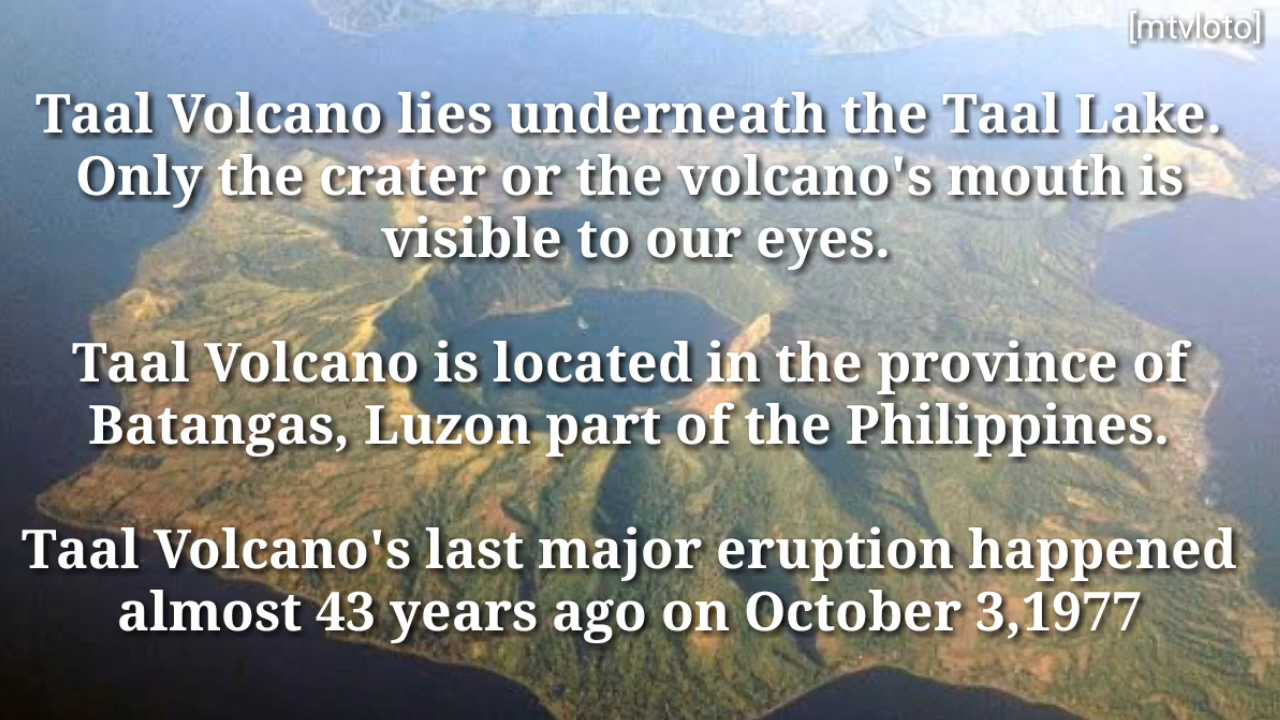 [mtvloto]
Taal Volcano lies underneath the Taal Lake.
Only the crater or the volcano's mouth is
visible to our eyes.
Taal Volcano is located in the province of
Batangas, Luzon part of the Philippines.
Taal Volcano's last major eruption happened
almost 43 years ago on October 3,1977